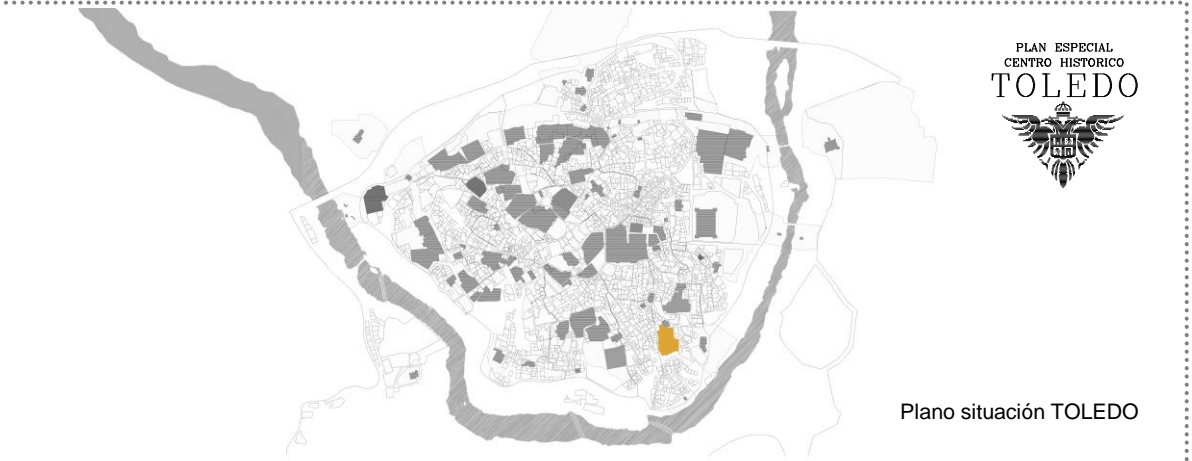 PLAN ESPECIAL
CENTRO HISTORICO
TOLEDO
Plano situación TOLEDO